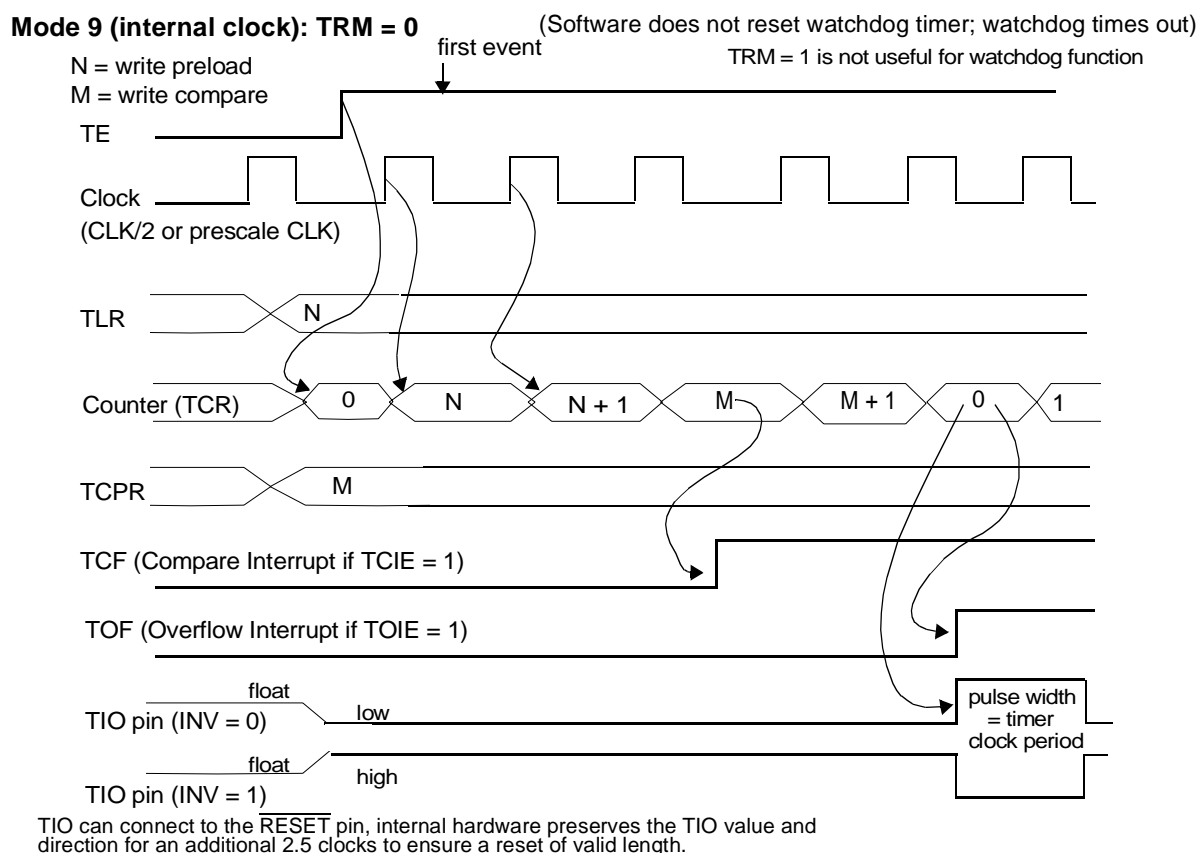 Mode 9 (internal clock): TRM = 0
(Software does not reset watchdog timer; watchdog times out)
first event
TRM = 1 is not useful for watchdog function
N = write preload
M = write compare
TE
Clock
(CLK/2 or prescale CLK)
TLR
N
Counter (TCR)
0
N
N + 1
M
M + 1
0
1
TCPR
M
TCF (Compare Interrupt if TCIE = 1)
TOF (Overflow Interrupt if TOIE = 1)
float
TIO pin (INV = 0)
low
pulse width
= timer
clock period
float
TIO pin (INV = 1)
high
TIO can connect to the RESET pin, internal hardware preserves the TIO value and
direction for an additional 2.5 clocks to ensure a reset of valid length.